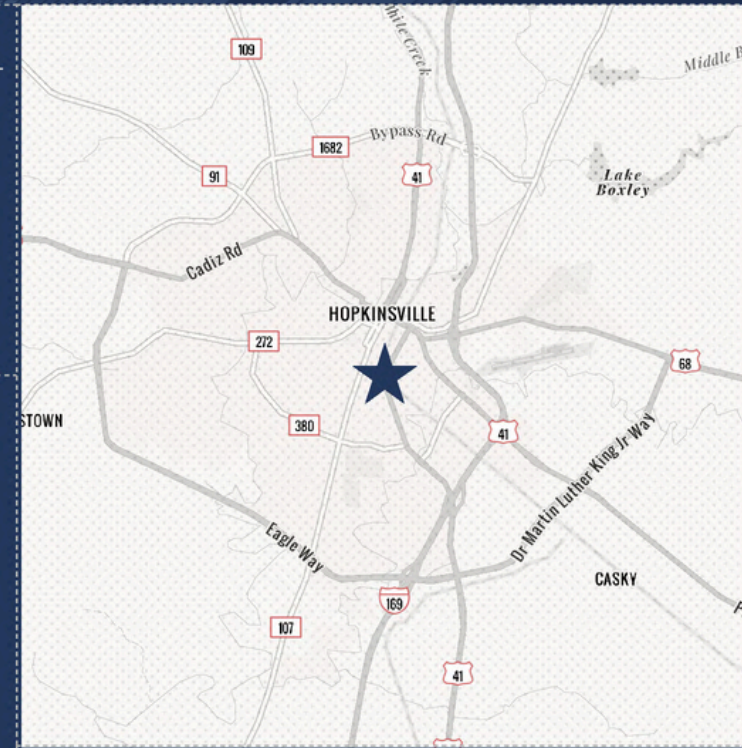 109
White Creek
Middle B
Bypass Rd
1682
91
41
Lake
Boxley
Cadiz Rd
HOPKINSVILLE
272
68
STOWN
380
41
Dr Martin Luther King Jr Way
Eagle Way
CASKY
169
107
41